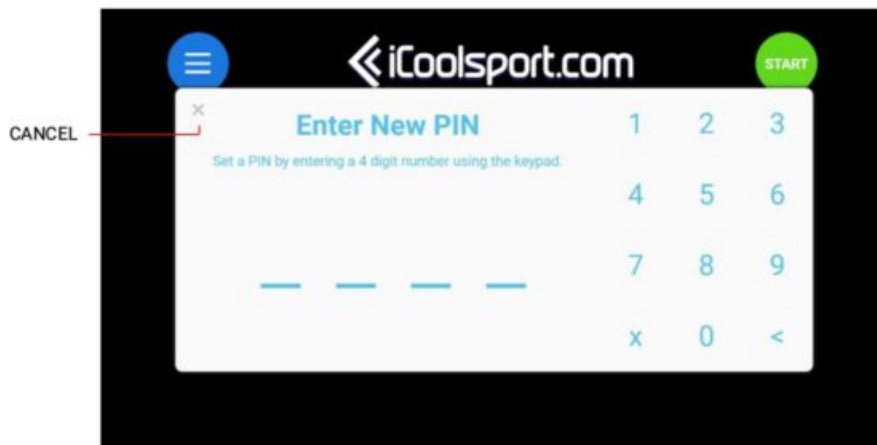 iCoolsport.com
START
CANCEL
×
Enter New PIN
Set a PIN by entering a 4 digit number using the keypad.
1 2 3
4 5 6
7 8 9
x 0 <